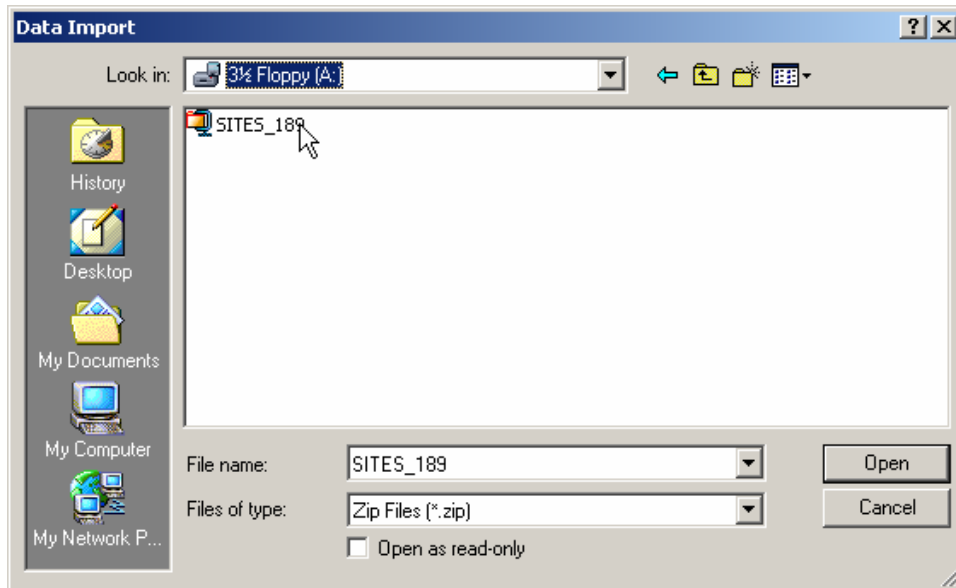 Data Import
Look in: 3½ Floppy (A:
SITES_189
History
Desktop
My Documents
My Computer
My Network P...
File name: SITES_189 Open
Files of type: Zip Files (*.zip) Cancel
Open as read-only